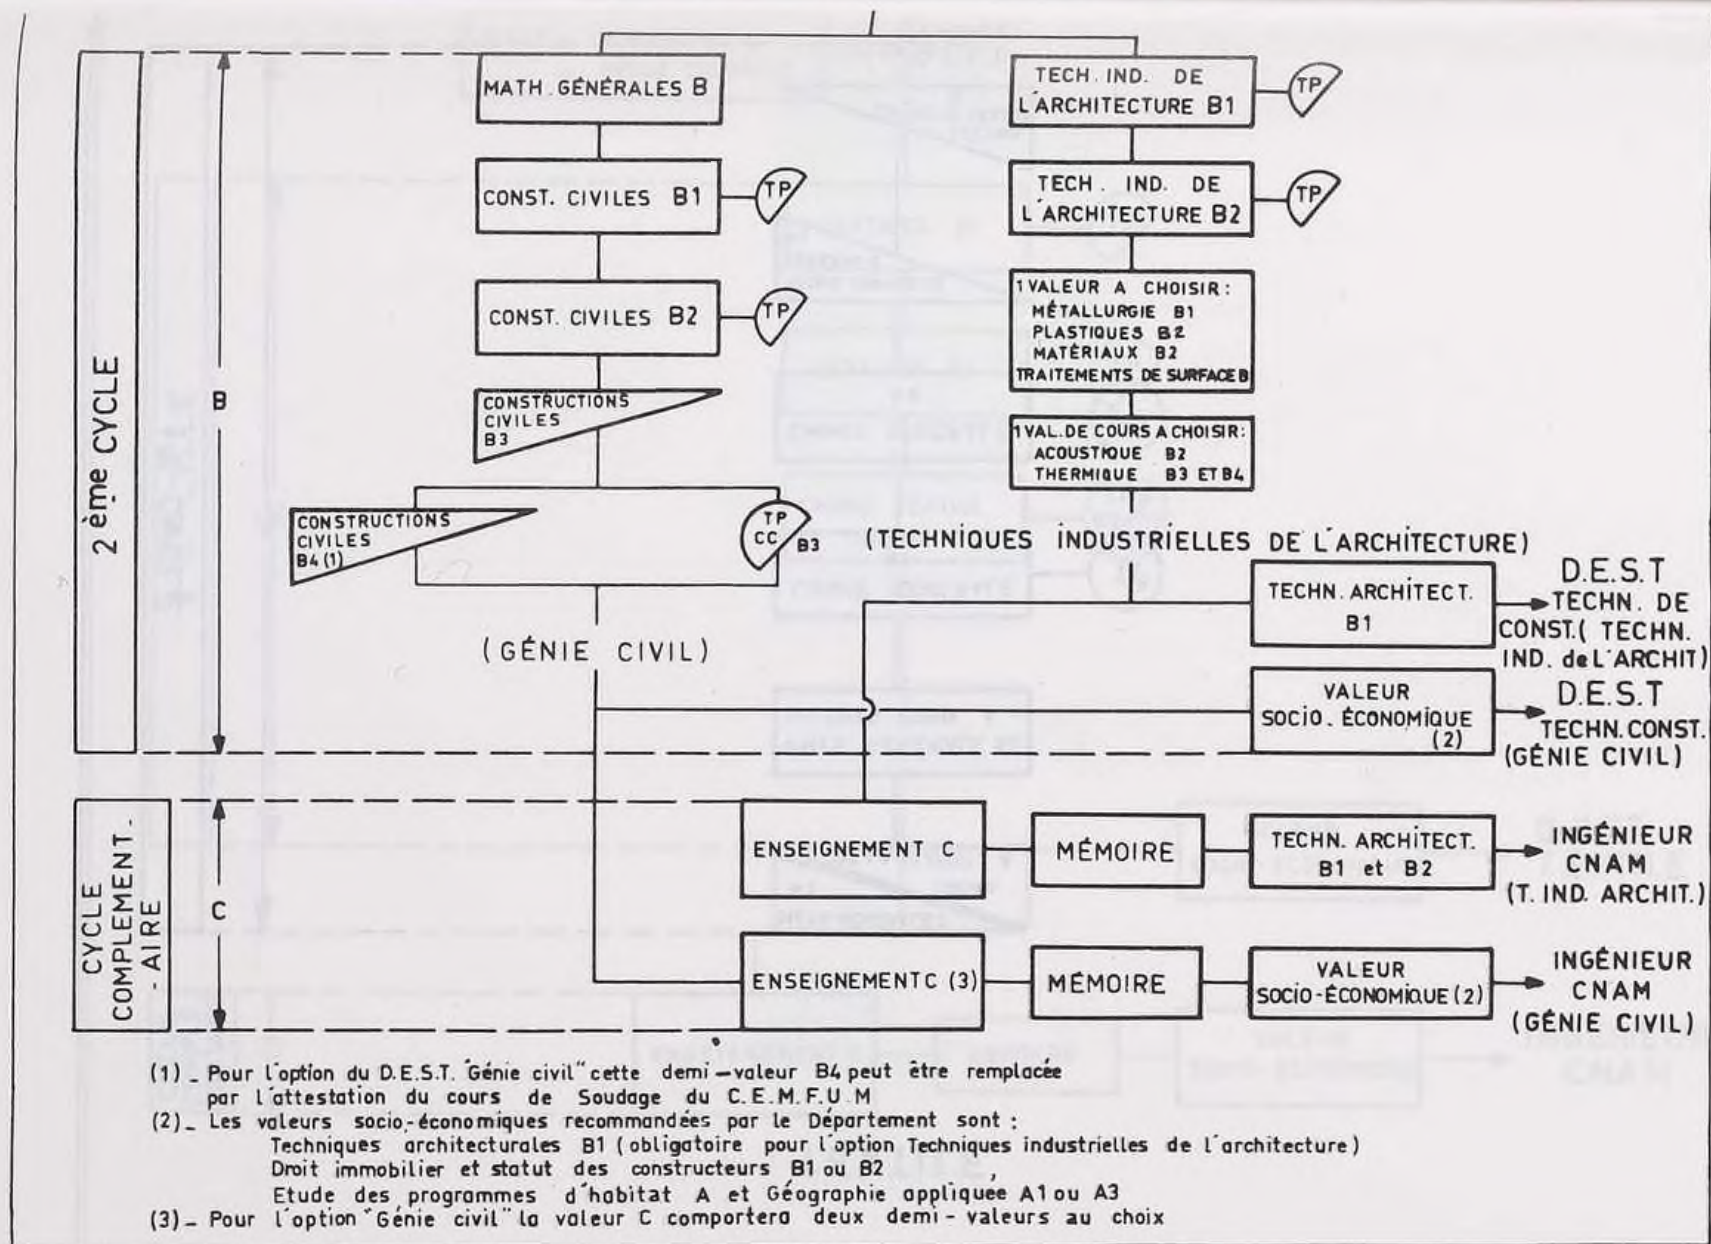 2 ème CYCLE
B
MATH. GÉNÉRALES B
CONST. CIVILES B1
TP
CONST. CIVILES B2
TP
CONSTRUCTIONS
CIVILES
B3
CONSTRUCTIONS
CIVILES
B4 (1)
TP
CC
B3
(GÉNIE CIVIL)
TECH. IND. DE
L'ARCHITECTURE B1
TP
TECH. IND. DE
L'ARCHITECTURE B2
TP
1 VALEUR A CHOISIR:
MÉTALLURGIE B1
PLASTIQUES B2
MATÉRIAUX B2
TRAITEMENTS DE SURFACE B
1 VAL. DE COURS A CHOISIR:
ACOUSTIQUE B2
THERMIQUE B3 ET B4
(TECHNIQUES INDUSTRIELLES DE L'ARCHITECTURE)
TECHN. ARCHITECT.
B1
D.E.S.T
TECHN. DE
CONST.( TECHN.
IND. de L'ARCHIT)
VALEUR
SOCIO. ÉCONOMIQUE
(2)
D.E.S.T
TECHN. CONST.
(GÉNIE CIVIL)
CYCLE
COMPLEMENT-
-AIRE
C
ENSEIGNEMENT C
MÉMOIRE
TECHN. ARCHITECT.
B1 et B2
INGÉNIEUR
CNAM
(T. IND. ARCHIT.)
ENSEIGNEMENT C (3)
MÉMOIRE
VALEUR
SOCIO-ÉCONOMIQUE (2)
INGÉNIEUR
CNAM
(GÉNIE CIVIL)
(1) _ Pour l'option du D.E.S.T. "Génie civil" cette demi-valeur B4 peut être remplacée
par l'attestation du cours de Soudage du C.E.M.F.U.M
(2) _ Les valeurs socio-économiques recommandées par le Département sont :
Techniques architecturales B1 (obligatoire pour l'option Techniques industrielles de l'architecture)
Droit immobilier et statut des constructeurs B1 ou B2
Etude des programmes d'habitat A et Géographie appliquée A1 ou A3
(3) _ Pour l'option "Génie civil" la valeur C comportera deux demi-valeurs au choix